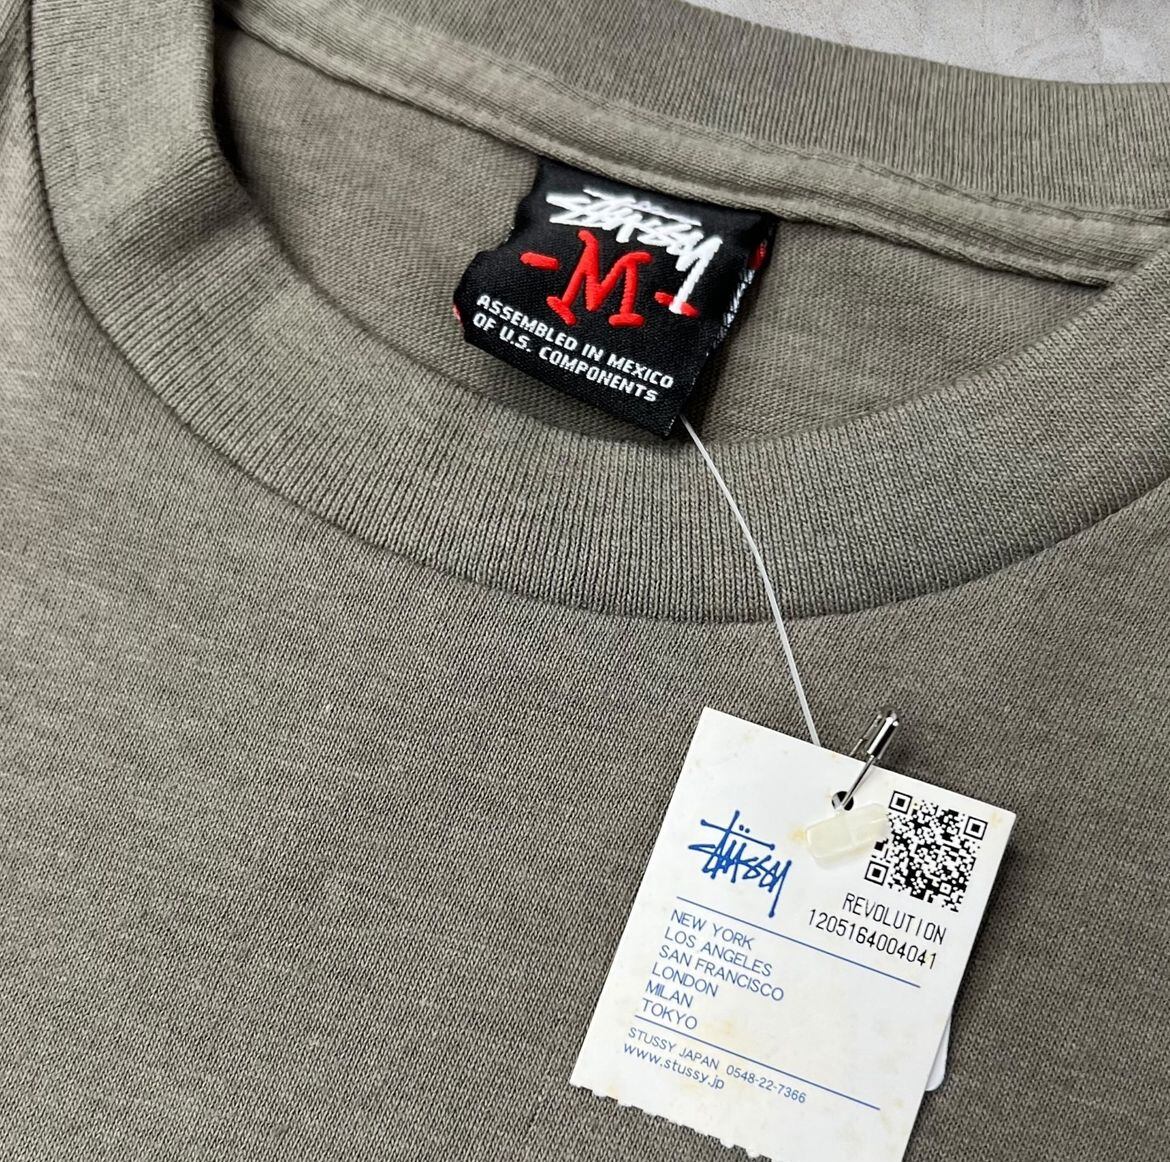 STÜSSY
-M-
ASSEMBLED IN MEXICO
OF U.S. COMPONENTS
STÜSSY
REVOLUTION
1205164004041
NEW YORK
LOS ANGELES
SAN FRANCISCO
LONDON
MILAN
TOKYO
STUSSY JAPAN 0548-22-7366
www.stussy.jp